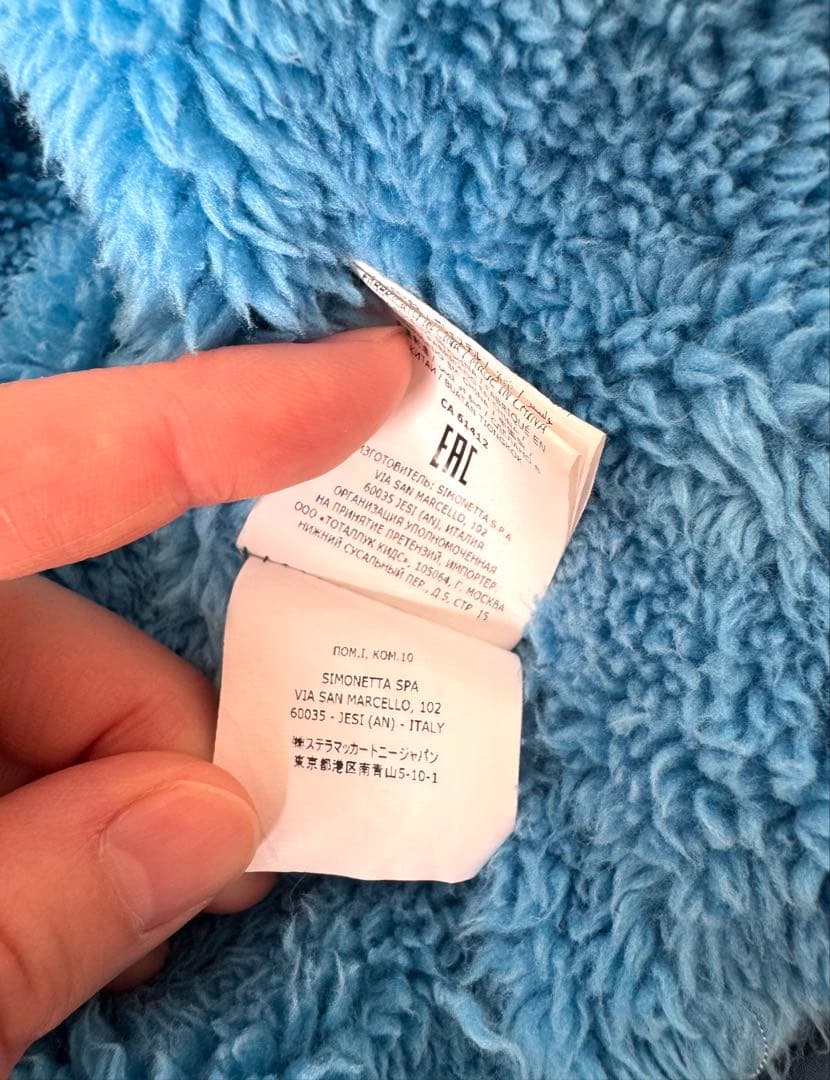 CA 61412
EAC
ИЗГОТОВИТЕЛЬ: SIMONETTA S.P.A
VIA SAN MARCELLO, 102
60035 JESI (AN), ИТАЛИЯ
ОРГАНИЗАЦИЯ УПОЛНОМОЧЕННАЯ
НА ПРИНЯТИЕ ПРЕТЕНЗИЙ, ИМПОРТЕР
ООО «ТОТАЛЛУК КИДС», 105064, Г. МОСКВА
НИЖНИЙ СУСАЛЬНЫЙ ПЕР., Д.5, СТР. 15
ПОМ.I, КОМ.10
SIMONETTA SPA
VIA SAN MARCELLO, 102
60035 - JESI (AN) - ITALY
㈱ステラマッカートニージャパン
東京都港区南青山5-10-1